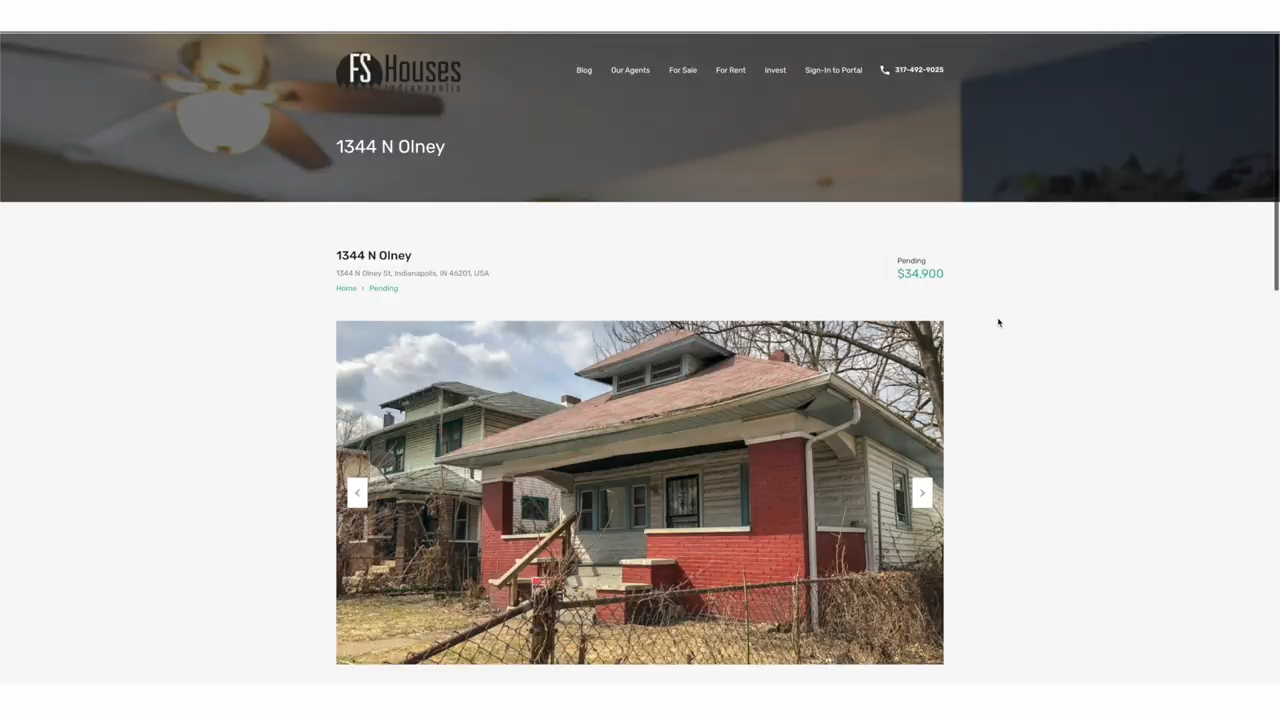 FS Houses
indianapolis
Blog
Our Agents
For Sale
For Rent
Invest
Sign-In to Portal
317-492-9025
1344 N Olney
1344 N Olney
1344 N Olney St, Indianapolis, IN 46201, USA
Home > Pending
Pending
$34,900